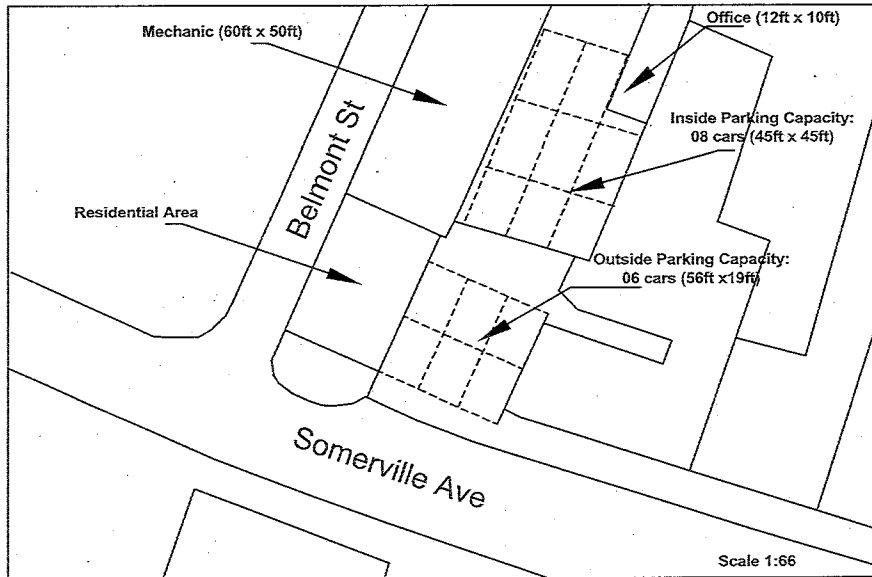 Office (12ft x 10ft)
Mechanic (60ft x 50ft)
Inside Parking Capacity:
08 cars (45ft x 45ft)
Belmont St
Residential Area
Outside Parking Capacity:
06 cars (56ft x19ft)
Somerville Ave
Scale 1:66